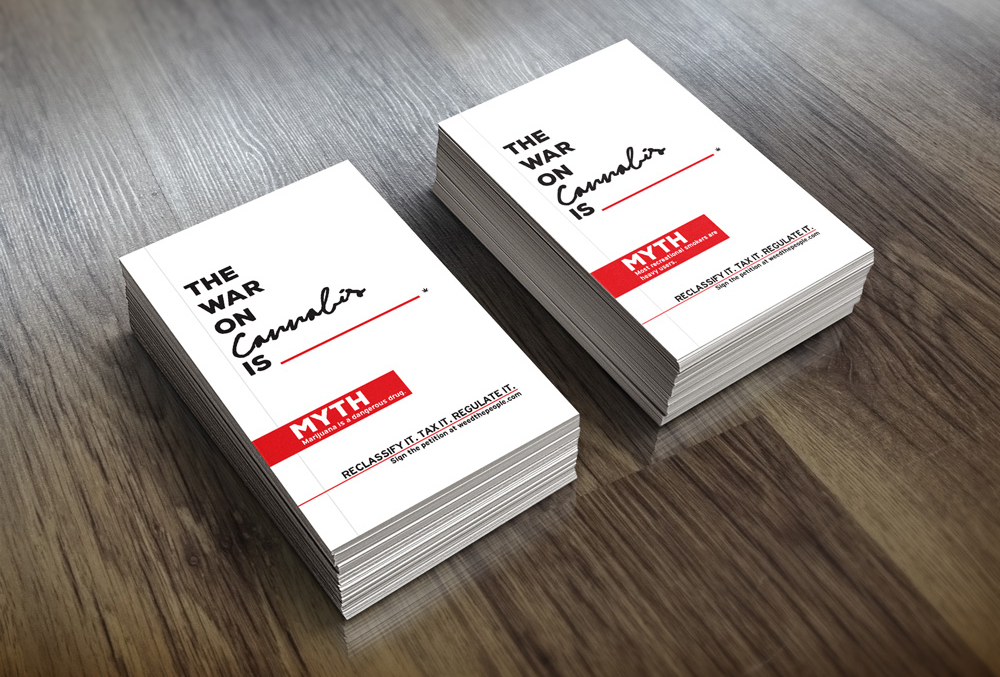 THE
WAR
ON
Cannabis
IS *
MYTH
Marijuana is a dangerous drug.
RECLASSIFY IT. TAX IT. REGULATE IT.
Sign the petition at weedthepeople.com
THE
WAR
ON
Cannabis
IS *
MYTH
Most recreational smokers are
heavy users.
RECLASSIFY IT. TAX IT. REGULATE IT.
Sign the petition at weedthepeople.com